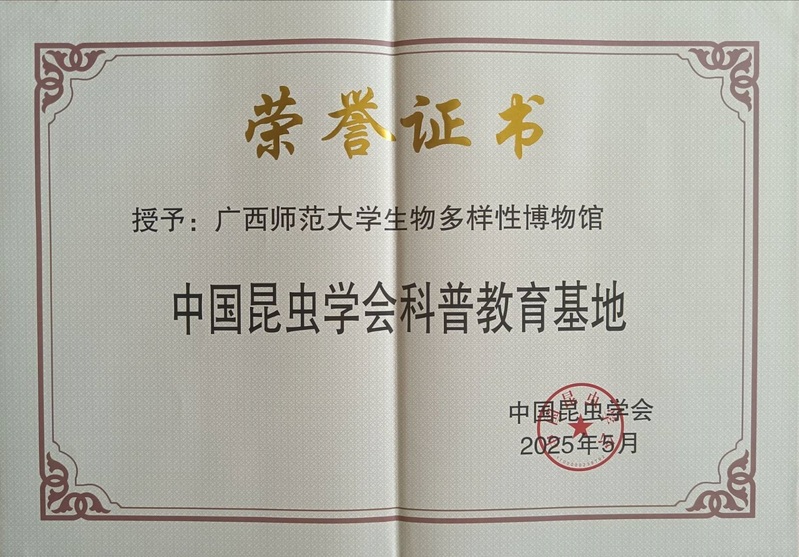 荣誉证书
授予：广西师范大学生物多样性博物馆
中国昆虫学会科普教育基地
中国昆虫学会
2025年5月